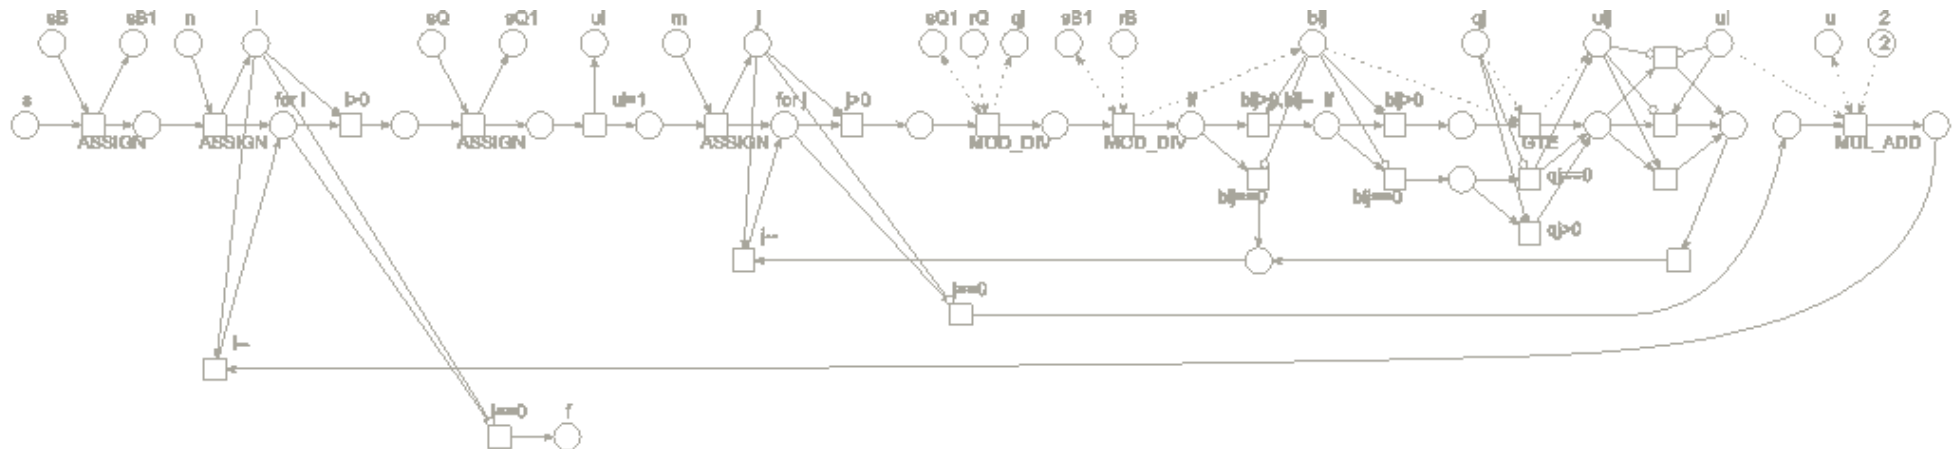 sB sB1 n i sQ sQ1 ui m j sQ1 rQ qj sB1 rB bij qj uij ui u 2
2
s for i i>0 ui=1 for j j>0 if bij>0, bij-- if bij>0
ASSIGN ASSIGN ASSIGN ASSIGN MOD_DIV MOD_DIV GTE MUL_ADD
qj==0
bij==0 bij==0
j-- qj>0
j==0
i--
i==0 f